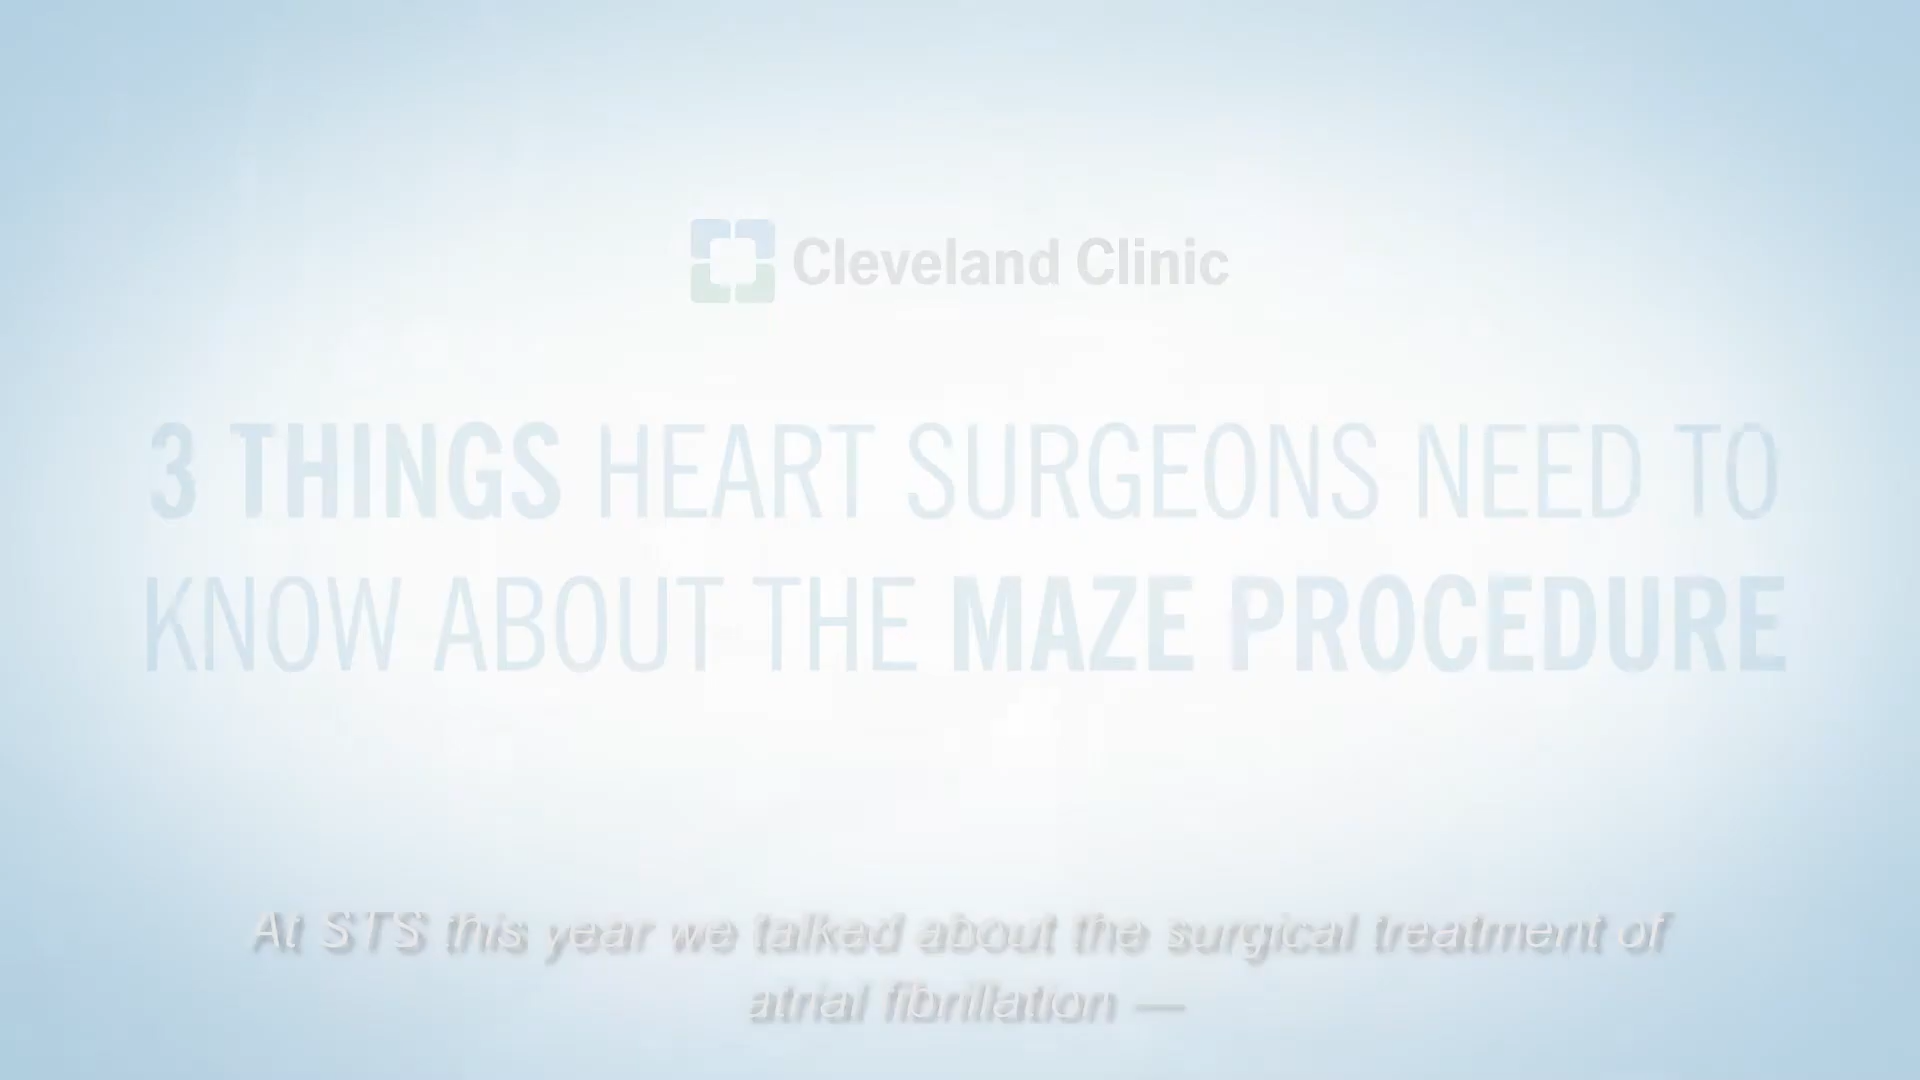 Cleveland Clinic
3 THINGS HEART SURGEONS NEED TO
KNOW ABOUT THE MAZE PROCEDURE
At STS this year we talked about the surgical treatment of
atrial fibrillation —